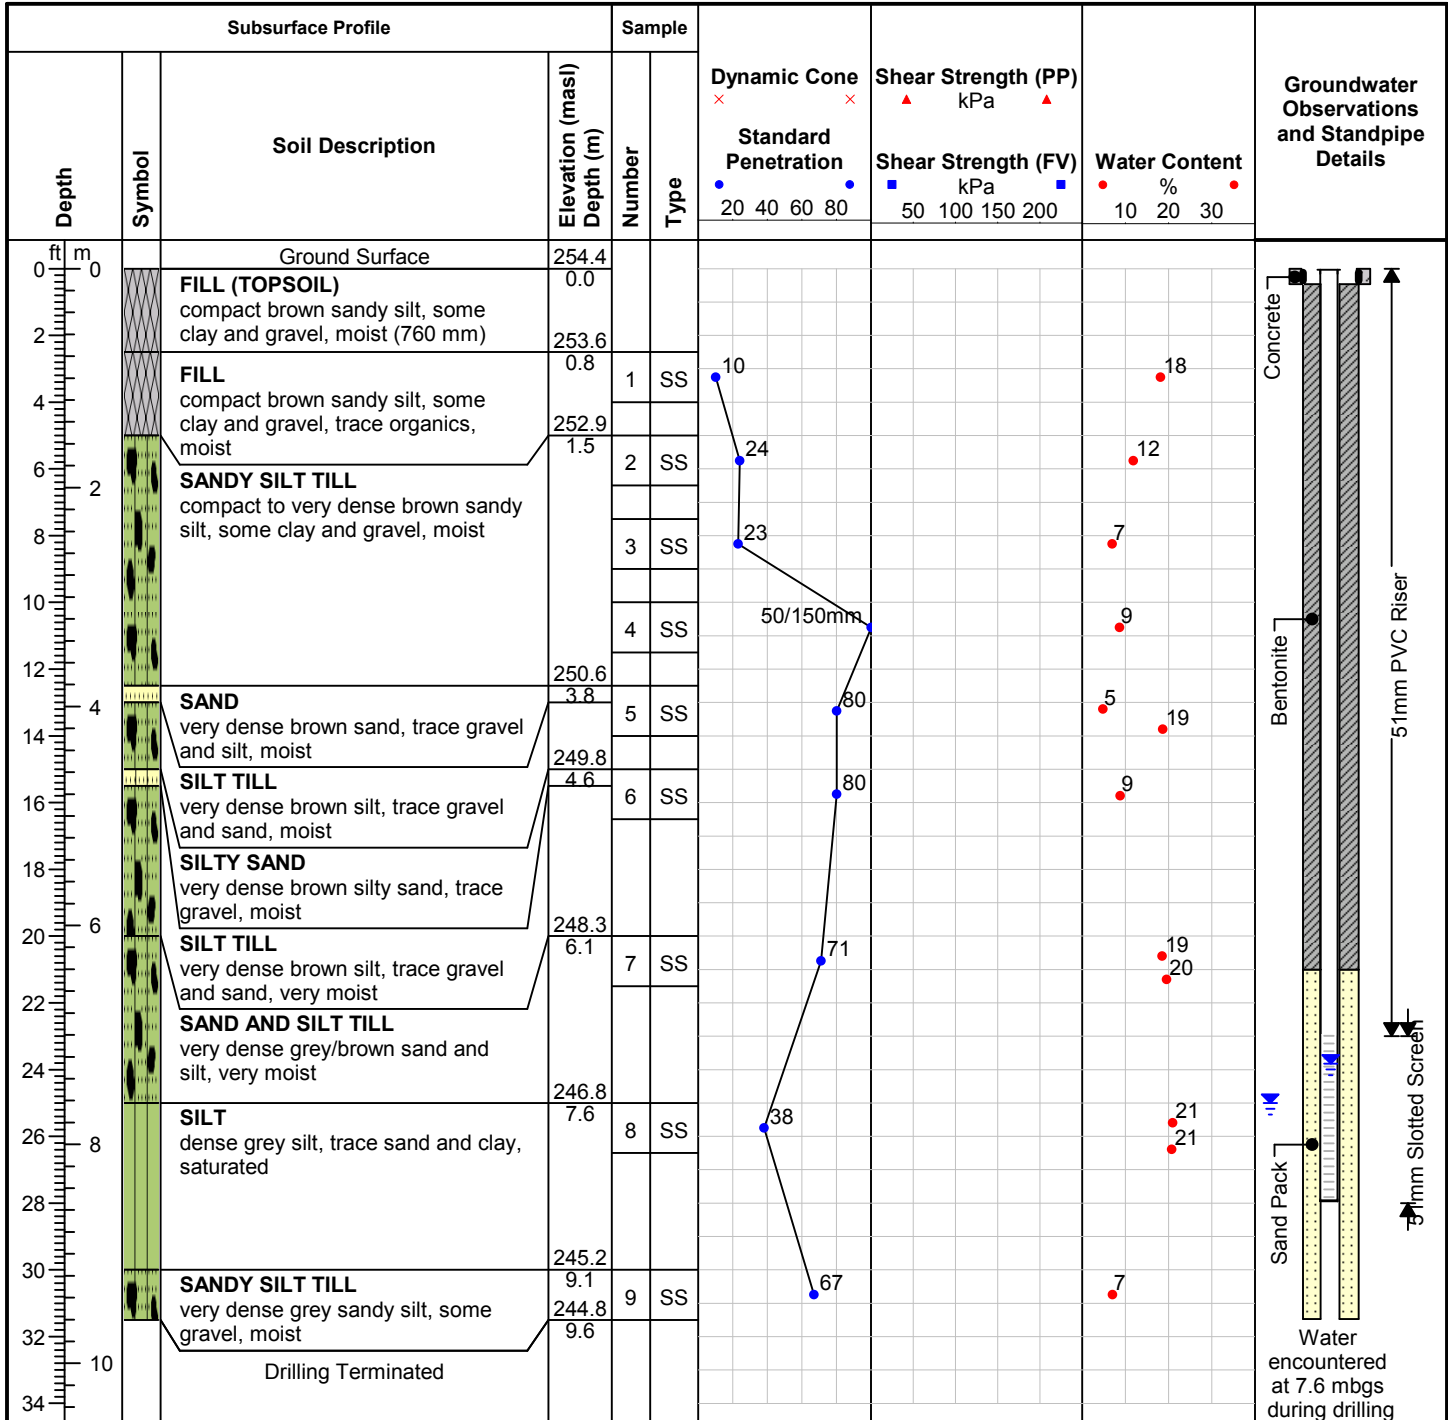 Subsurface Profile
Sample
Depth
Symbol
Soil Description
Elevation (masl)
Depth (m)
Number
Type
Dynamic Cone
Standard
Penetration
20 40 60 80
Shear Strength (PP)
kPa
Shear Strength (FV)
kPa
50 100 150 200
Water Content
%
10 20 30
Groundwater
Observations
and Standpipe
Details
ft m
Ground Surface
254.4
0.0
0
2
4
6
8
10
12
14
16
18
20
22
24
26
28
30
32
34
0
2
4
6
8
10
FILL (TOPSOIL)
compact brown sandy silt, some
clay and gravel, moist (760 mm)
253.6
0.8
FILL
compact brown sandy silt, some
clay and gravel, trace organics,
moist
252.9
1.5
SANDY SILT TILL
compact to very dense brown sandy
silt, some clay and gravel, moist
250.6
3.8
SAND
very dense brown sand, trace gravel
and silt, moist
249.8
4.6
SILT TILL
very dense brown silt, trace gravel
and sand, moist
SILTY SAND
very dense brown silty sand, trace
gravel, moist
248.3
6.1
SILT TILL
very dense brown silt, trace gravel
and sand, very moist
SAND AND SILT TILL
very dense grey/brown sand and
silt, very moist
246.8
7.6
SILT
dense grey silt, trace sand and clay,
saturated
245.2
9.1
SANDY SILT TILL
very dense grey sandy silt, some
gravel, moist
244.8
9.6
Drilling Terminated
1 SS
2 SS
3 SS
4 SS
5 SS
6 SS
7 SS
8 SS
9 SS
10
24
23
50/150mm
80
80
71
38
67
18
12
7
9
5
19
9
19
20
21
21
7
Concrete
Bentonite
Sand Pack
51mm PVC Riser
51mm Slotted Screen
Water
encountered
at 7.6 mbgs
during drilling